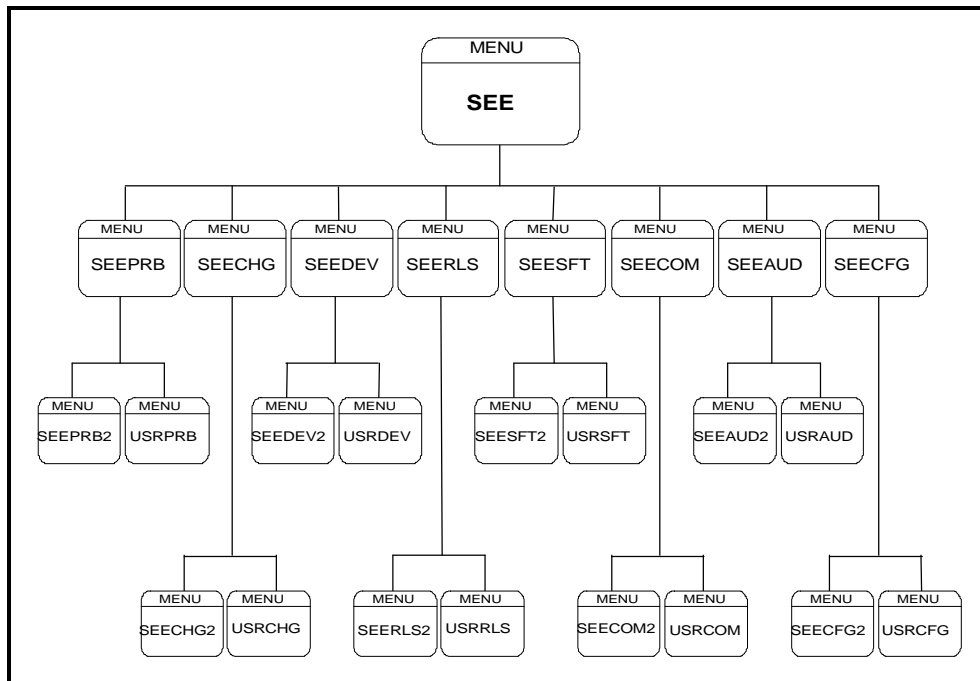 MENU
SEE
MENU MENU MENU MENU MENU MENU MENU MENU
SEEPRB SEECHG SEEDEV SEERLS SEESFT SEECOM SEEAUD SEECFG
MENU MENU MENU MENU MENU MENU MENU MENU
SEEPRB2 USRPRB SEEDEV2 USRDEV SEESFT2 USRSFT SEEAUD2 USRAUD
MENU MENU MENU MENU MENU MENU MENU MENU
SEECHG2 USRCHG SEERLS2 USRRLS SEECOM2 USRCOM SEECFG2 USRCFG